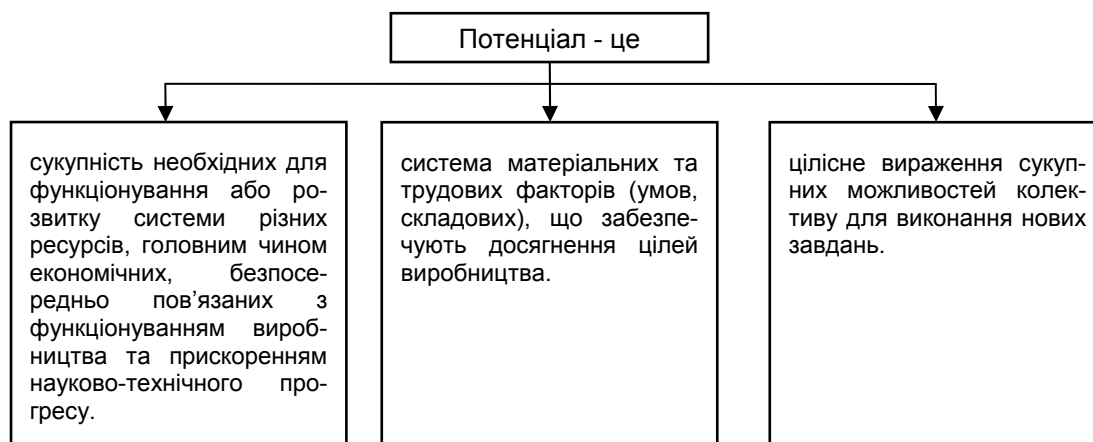 Потенціал - це
сукупність необхідних для
функціонування або ро-
звитку системи різних
ресурсів, головним чином
економічних, безпосе-
редньо пов’язаних з
функціонуванням вироб-
ництва та прискоренням
науково-технічного про-
гресу.
система матеріальних та
трудових факторів (умов,
складових), що забезпе-
чують досягнення цілей
виробництва.
цілісне вираження сукуп-
них можливостей колек-
тиву для виконання нових
завдань.